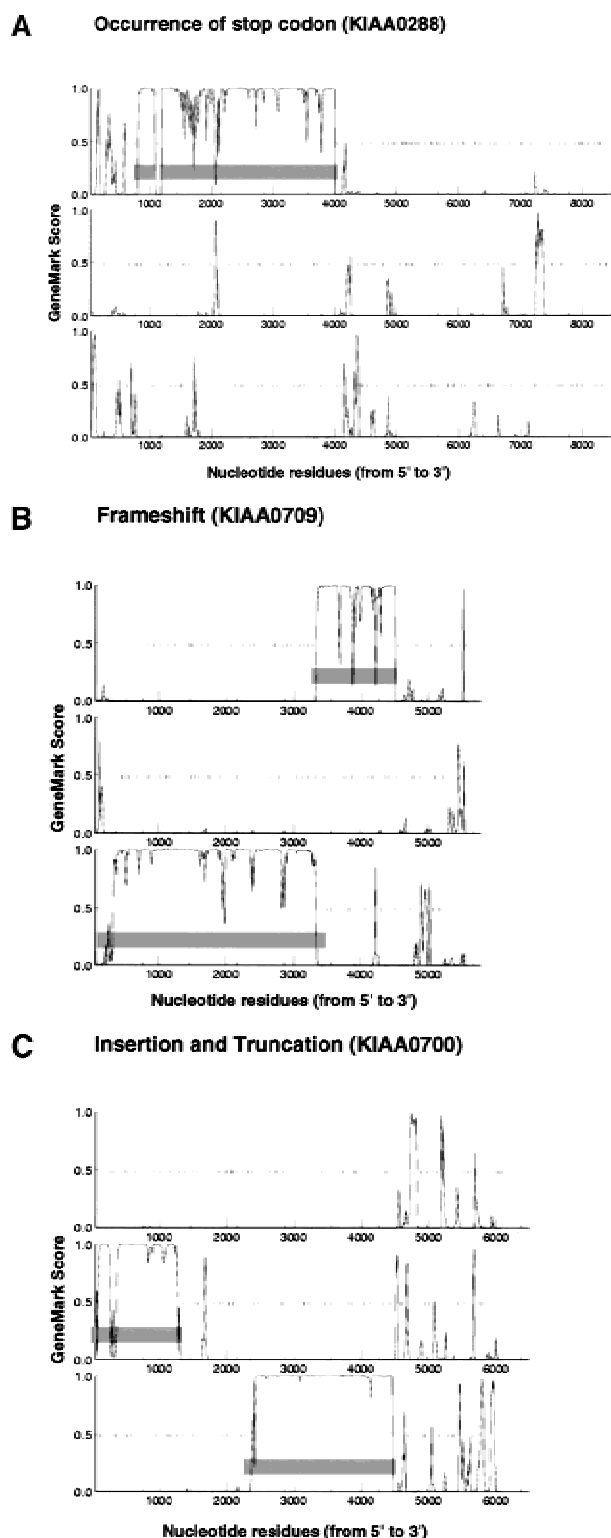 A Occurrence of stop codon (KIAA0288)
GeneMark Score
1.0
0.5
0.0
1000 2000 3000 4000 5000 6000 7000 8000
1.0
0.5
0.0
1000 2000 3000 4000 5000 6000 7000 8000
1.0
0.5
0.0
1000 2000 3000 4000 5000 6000 7000 8000
Nucleotide residues (from 5' to 3')
B Frameshift (KIAA0709)
GeneMark Score
1.0
0.5
0.0
1000 2000 3000 4000 5000
1.0
0.5
0.0
1000 2000 3000 4000 5000
1.0
0.5
0.0
1000 2000 3000 4000 5000
Nucleotide residues (from 5' to 3')
C Insertion and Truncation (KIAA0700)
GeneMark Score
1.0
0.5
0.0
1000 2000 3000 4000 5000 6000
1.0
0.5
0.0
1000 2000 3000 4000 5000 6000
1.0
0.5
0.0
1000 2000 3000 4000 5000 6000
Nucleotide residues (from 5' to 3')